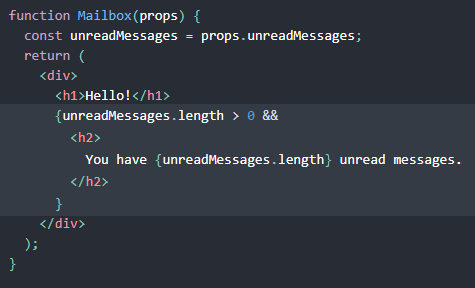 function Mailbox(props) {
  const unreadMessages = props.unreadMessages;
  return (
    <div>
      <h1>Hello!</h1>
      {unreadMessages.length > 0 &&
        <h2>
          You have {unreadMessages.length} unread messages.
        </h2>
      }
    </div>
  );
}